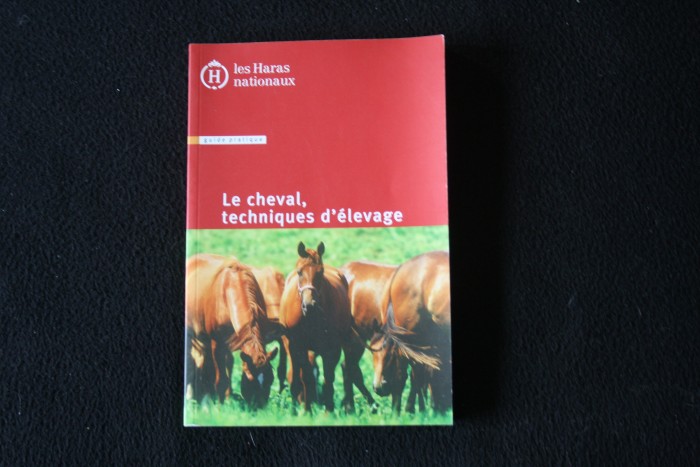 H
les Haras
nationaux
guide pratique
Le cheval,
techniques d'élevage